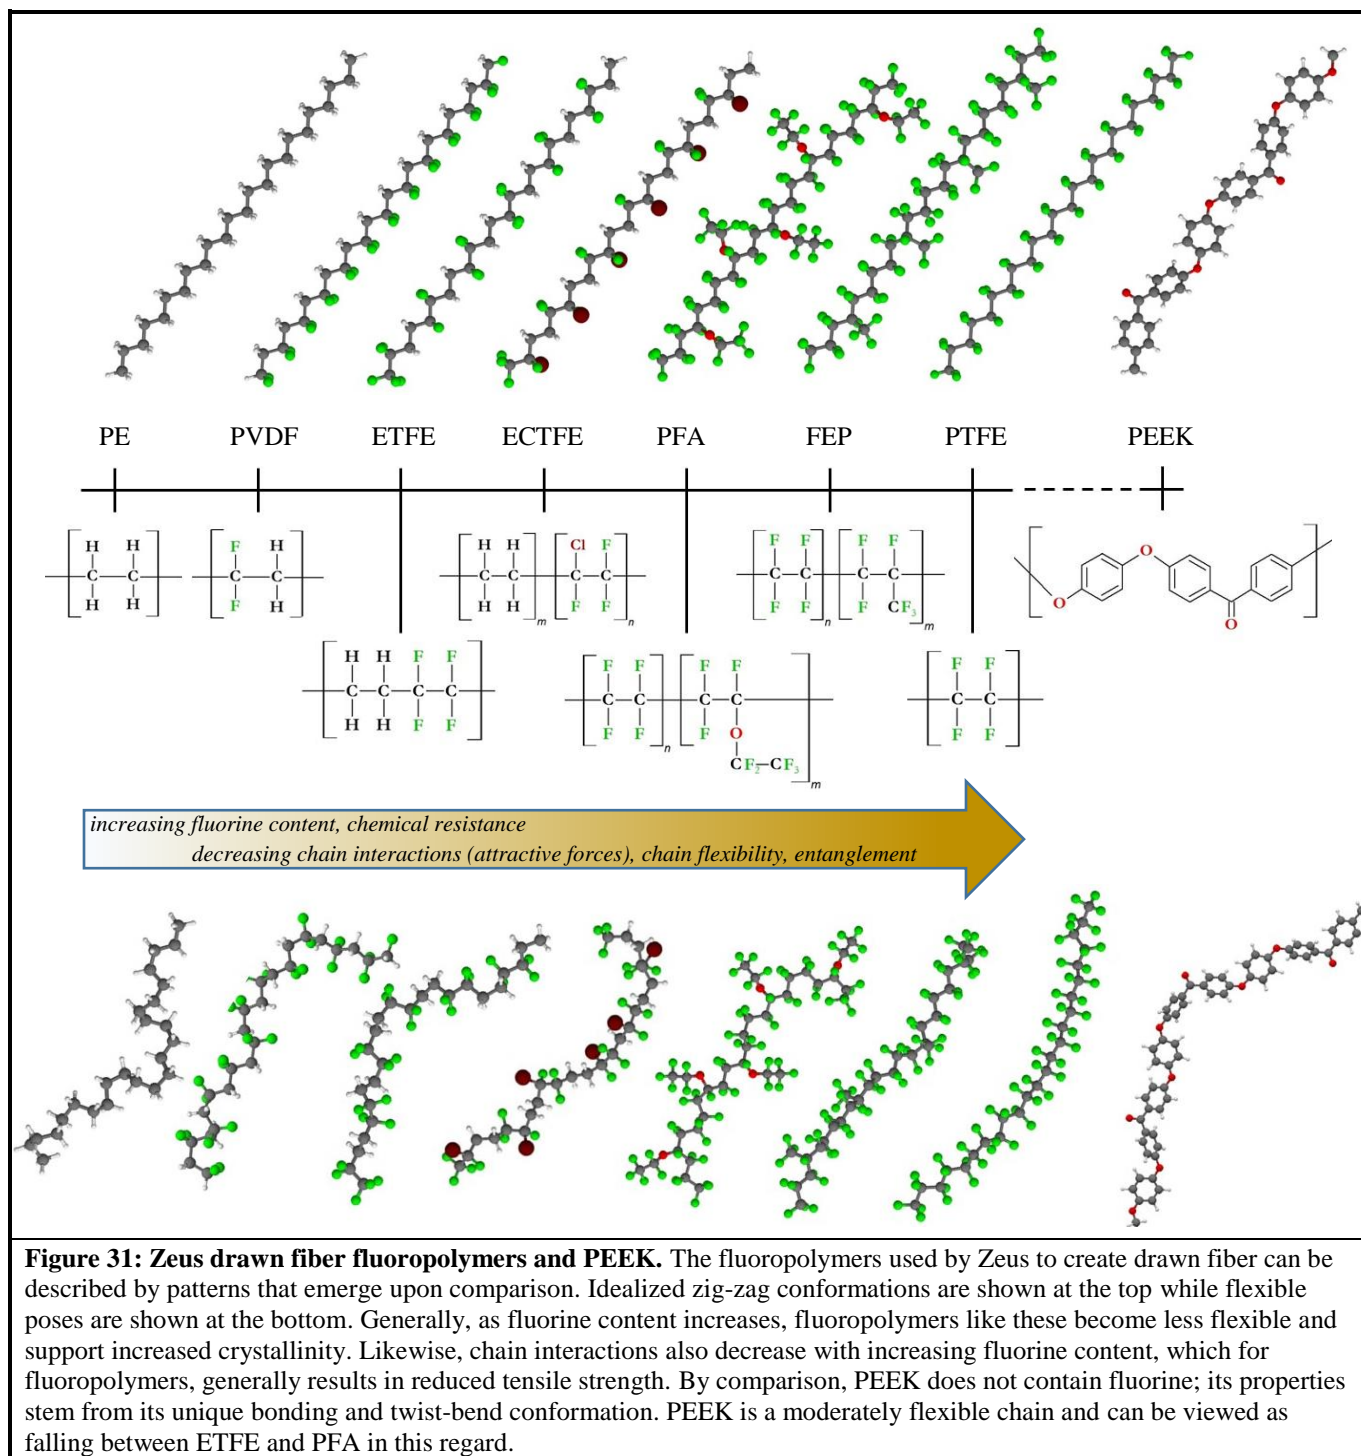 PE PVDF ETFE ECTFE PFA FEP PTFE PEEK
H H
C C
H H
F H
C C
F H
H H Cl F
C C C C
H H F F
m n
F F F F
C C C C
F F F CF3
n m
O
O
O
H H F F
C C C C
H H F F
F F F F
C C C C
F F F O
n
CF2 CF3
m
F F
C C
F F
increasing fluorine content, chemical resistance
decreasing chain interactions (attractive forces), chain flexibility, entanglement
Figure 31: Zeus drawn fiber fluoropolymers and PEEK. The fluoropolymers used by Zeus to create drawn fiber can be
described by patterns that emerge upon comparison. Idealized zig-zag conformations are shown at the top while flexible
poses are shown at the bottom. Generally, as fluorine content increases, fluoropolymers like these become less flexible and
support increased crystallinity. Likewise, chain interactions also decrease with increasing fluorine content, which for
fluoropolymers, generally results in reduced tensile strength. By comparison, PEEK does not contain fluorine; its properties
stem from its unique bonding and twist-bend conformation. PEEK is a moderately flexible chain and can be viewed as
falling between ETFE and PFA in this regard.